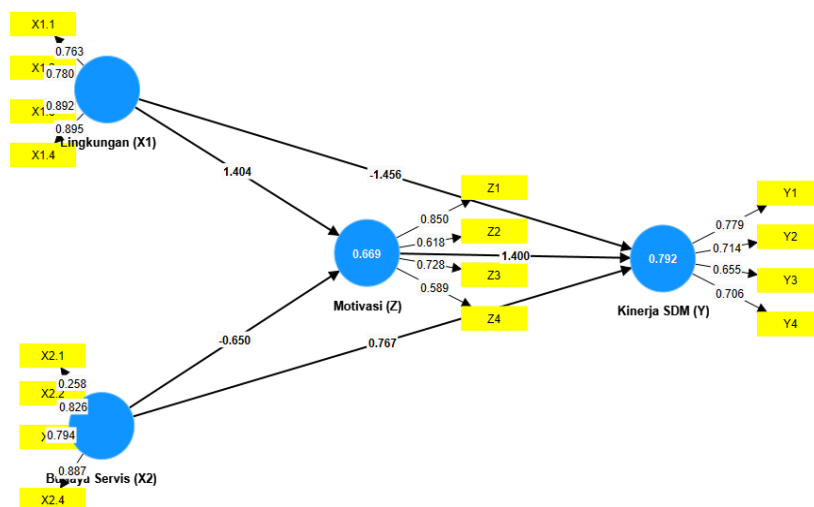 X1.1
0.763
0.780
0.892
0.895
X1.4
Lingkungan (X1)
1.404
-1.456
Z1
0.850
Z2
0.618
1.400
0.728
Z3
0.589
Z4
0.669
Motivasi (Z)
-0.650
0.767
0.792
Kinerja SDM (Y)
Y1
0.779
Y2
0.714
0.655
Y3
0.706
Y4
X2.1
0.258
0.826
0.794
0.887
X2.4
Servis (X2)